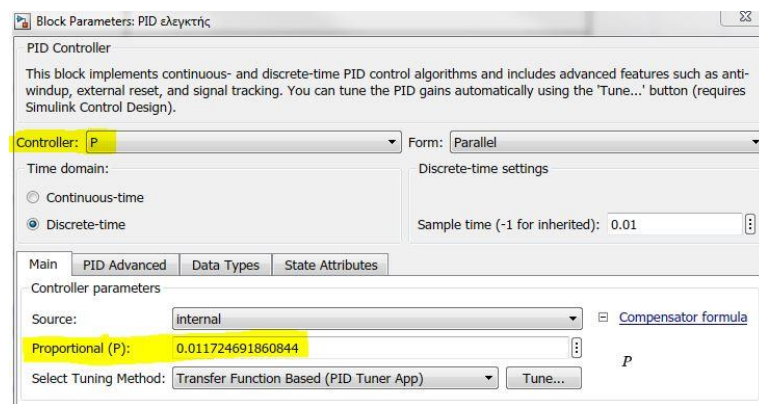 Block Parameters: PID ελεγκτής
PID Controller
This block implements continuous- and discrete-time PID control algorithms and includes advanced features such as anti-
windup, external reset, and signal tracking. You can tune the PID gains automatically using the 'Tune...' button (requires
Simulink Control Design).
Controller: P Form: Parallel
Time domain: Discrete-time settings
Continuous-time
Discrete-time Sample time (-1 for inherited): 0.01
Main PID Advanced Data Types State Attributes
Controller parameters
Source: internal Compensator formula
Proportional (P): 0.011724691860844
P
Select Tuning Method: Transfer Function Based (PID Tuner App) Tune...